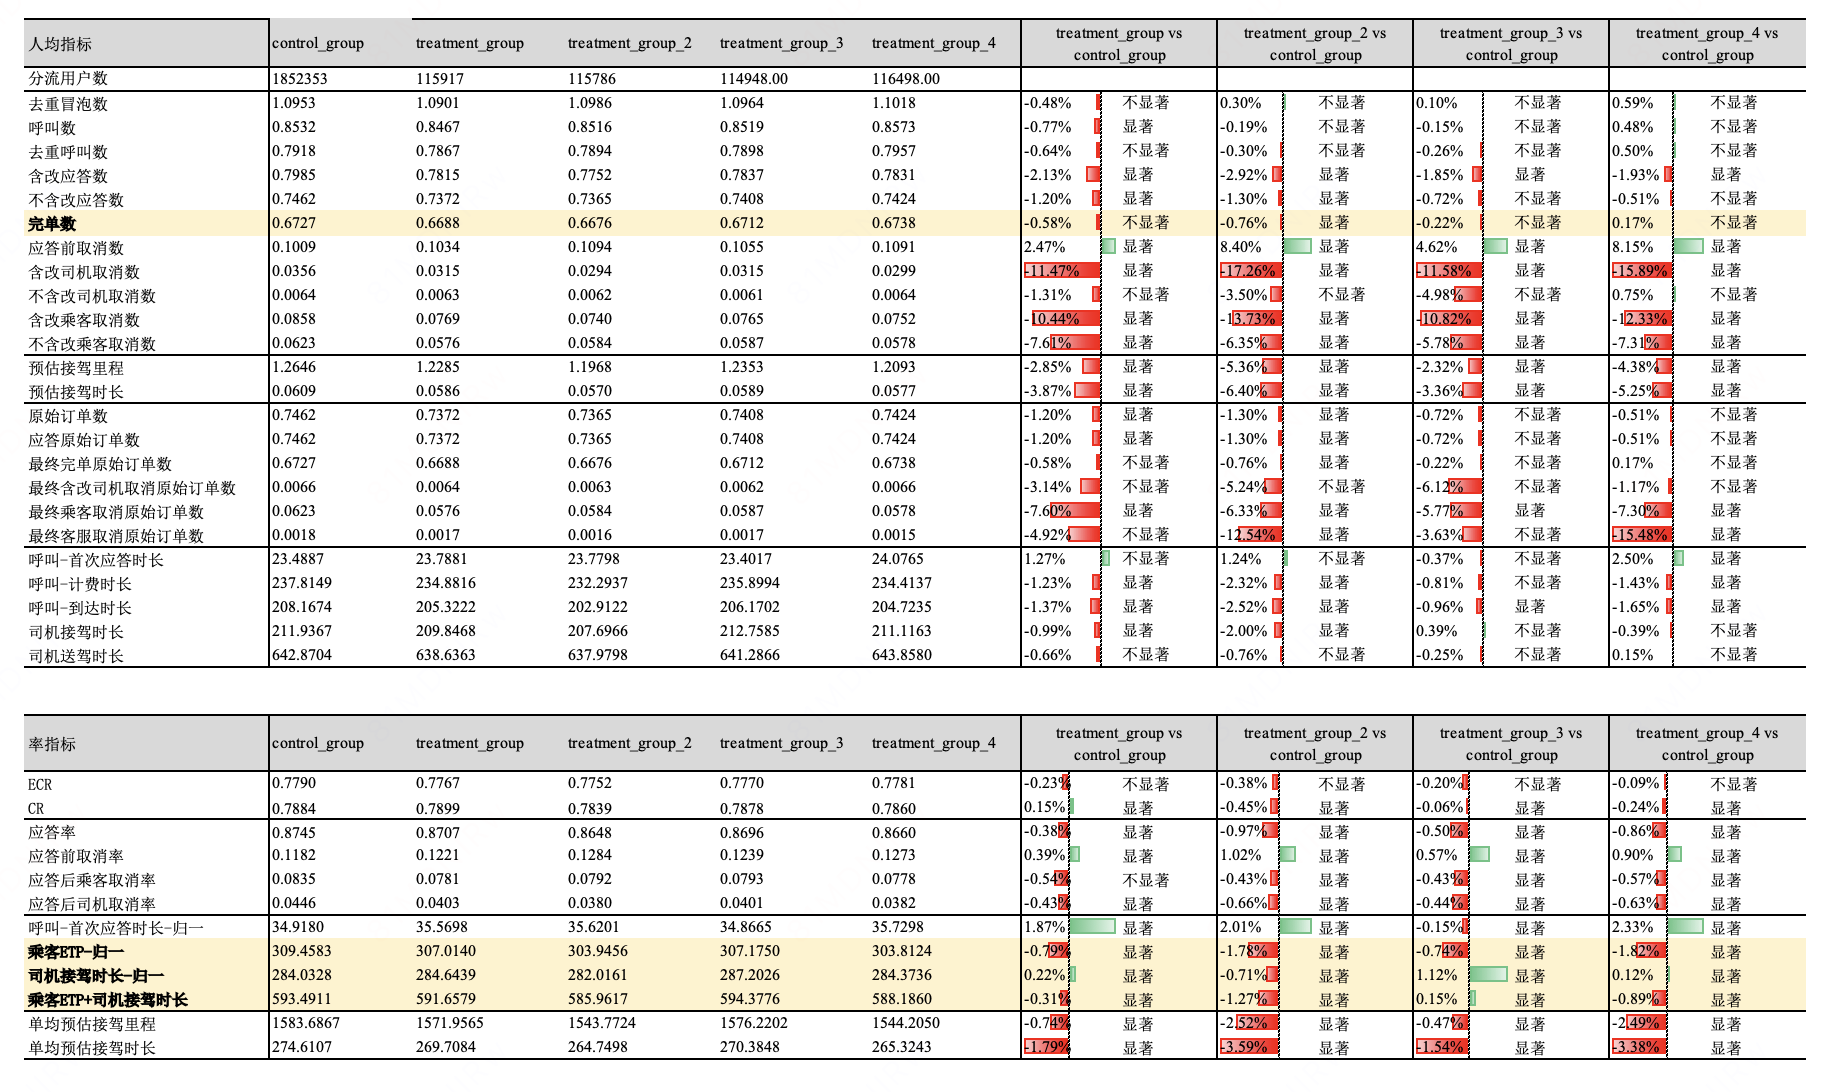 人均指标 control_group treatment_group treatment_group_2 treatment_group_3 treatment_group_4 treatment_group vs control_group treatment_group_2 vs control_group treatment_group_3 vs control_group treatment_group_4 vs control_group
分流用户数 1852353 115917 115786 114948.00 116498.00
去重冒泡数 1.0953 1.0901 1.0986 1.0964 1.1018 -0.48% 不显著 0.30% 不显著 0.10% 不显著 0.59% 不显著
呼叫数 0.8532 0.8467 0.8516 0.8519 0.8573 -0.77% 显著 -0.19% 不显著 -0.15% 不显著 0.48% 不显著
去重呼叫数 0.7918 0.7867 0.7894 0.7898 0.7957 -0.64% 不显著 -0.30% 不显著 -0.26% 不显著 0.50% 不显著
含改应答数 0.7985 0.7815 0.7752 0.7837 0.7831 -2.13% 显著 -2.92% 显著 -1.85% 显著 -1.93% 显著
不含改应答数 0.7462 0.7372 0.7365 0.7408 0.7424 -1.20% 显著 -1.30% 显著 -0.72% 不显著 -0.51% 不显著
完单数 0.6727 0.6688 0.6676 0.6712 0.6738 -0.58% 不显著 -0.76% 显著 -0.22% 不显著 0.17% 不显著
应答前取消数 0.1009 0.1034 0.1094 0.1055 0.1091 2.47% 显著 8.40% 显著 4.62% 显著 8.15% 显著
含改司机取消数 0.0356 0.0315 0.0294 0.0315 0.0299 -11.47% 显著 -17.26% 显著 -11.58% 显著 -15.89% 显著
不含改司机取消数 0.0064 0.0063 0.0062 0.0061 0.0064 -1.31% 不显著 -3.50% 不显著 -4.98% 不显著 0.75% 不显著
含改乘客取消数 0.0858 0.0769 0.0740 0.0765 0.0752 -10.44% 显著 -13.73% 显著 -10.82% 显著 -12.33% 显著
不含改乘客取消数 0.0623 0.0576 0.0584 0.0587 0.0578 -7.61% 显著 -6.35% 显著 -5.78% 显著 -7.31% 显著
预估接驾里程 1.2646 1.2285 1.1968 1.2353 1.2093 -2.85% 显著 -5.36% 显著 -2.32% 显著 -4.38% 显著
预估接驾时长 0.0609 0.0586 0.0570 0.0589 0.0577 -3.87% 显著 -6.40% 显著 -3.36% 显著 -5.25% 显著
原始订单数 0.7462 0.7372 0.7365 0.7408 0.7424 -1.20% 显著 -1.30% 显著 -0.72% 不显著 -0.51% 不显著
应答原始订单数 0.7462 0.7372 0.7365 0.7408 0.7424 -1.20% 显著 -1.30% 显著 -0.72% 不显著 -0.51% 不显著
最终完单原始订单数 0.6727 0.6688 0.6676 0.6712 0.6738 -0.58% 不显著 -0.76% 显著 -0.22% 不显著 0.17% 不显著
最终含改司机取消原始订单数 0.0066 0.0064 0.0063 0.0062 0.0066 -3.14% 不显著 -5.24% 不显著 -6.12% 不显著 -1.17% 不显著
最终乘客取消原始订单数 0.0623 0.0576 0.0584 0.0587 0.0578 -7.60% 显著 -6.33% 显著 -5.77% 显著 -7.30% 显著
最终客服取消原始订单数 0.0018 0.0017 0.0016 0.0017 0.0015 -4.92% 不显著 -12.54% 显著 -3.63% 不显著 -15.48% 显著
呼叫-首次应答时长 23.4887 23.7881 23.7798 23.4017 24.0765 1.27% 不显著 1.24% 不显著 -0.37% 不显著 2.50% 显著
呼叫-计费时长 237.8149 234.8816 232.2937 235.8994 234.4137 -1.23% 显著 -2.32% 显著 -0.81% 不显著 -1.43% 显著
呼叫-到达时长 208.1674 205.3222 202.9122 206.1702 204.7235 -1.37% 显著 -2.52% 显著 -0.96% 显著 -1.65% 显著
司机接驾时长 211.9367 209.8468 207.6966 212.7585 211.1163 -0.99% 显著 -2.00% 显著 0.39% 不显著 -0.39% 不显著
司机送驾时长 642.8704 638.6363 637.9798 641.2866 643.8580 -0.66% 不显著 -0.76% 不显著 -0.25% 不显著 0.15% 不显著
率指标 control_group treatment_group treatment_group_2 treatment_group_3 treatment_group_4 treatment_group vs control_group treatment_group_2 vs control_group treatment_group_3 vs control_group treatment_group_4 vs control_group
ECR 0.7790 0.7767 0.7752 0.7770 0.7781 -0.23% 不显著 -0.38% 不显著 -0.20% 不显著 -0.09% 不显著
CR 0.7884 0.7899 0.7839 0.7878 0.7860 0.15% 显著 -0.45% 显著 -0.06% 显著 -0.24% 显著
应答率 0.8745 0.8707 0.8648 0.8696 0.8660 -0.38% 显著 -0.97% 显著 -0.50% 显著 -0.86% 显著
应答前取消率 0.1182 0.1221 0.1284 0.1239 0.1273 0.39% 显著 1.02% 显著 0.57% 显著 0.90% 显著
应答后乘客取消率 0.0835 0.0781 0.0792 0.0793 0.0778 -0.54% 不显著 -0.43% 显著 -0.43% 显著 -0.57% 显著
应答后司机取消率 0.0446 0.0403 0.0380 0.0401 0.0382 -0.43% 显著 -0.66% 显著 -0.44% 显著 -0.63% 显著
呼叫-首次应答时长-归一 34.9180 35.5698 35.6201 34.8665 35.7298 1.87% 显著 2.01% 显著 -0.15% 显著 2.33% 显著
乘客ETP-归一 309.4583 307.0140 303.9456 307.1750 303.8124 -0.79% 显著 -1.78% 显著 -0.74% 显著 -1.82% 显著
司机接驾时长-归一 284.0328 284.6439 282.0161 287.2026 284.3736 0.22% 显著 -0.71% 显著 1.12% 显著 0.12% 显著
乘客ETP+司机接驾时长 593.4911 591.6579 585.9617 594.3776 588.1860 -0.31% 显著 -1.27% 显著 0.15% 显著 -0.89% 显著
单均预估接驾里程 1583.6867 1571.9565 1543.7724 1576.2202 1544.2050 -0.74% 显著 -2.52% 显著 -0.47% 显著 -2.49% 显著
单均预估接驾时长 274.6107 269.7084 264.7498 270.3848 265.3243 -1.79% 显著 -3.59% 显著 -1.54% 显著 -3.38% 显著